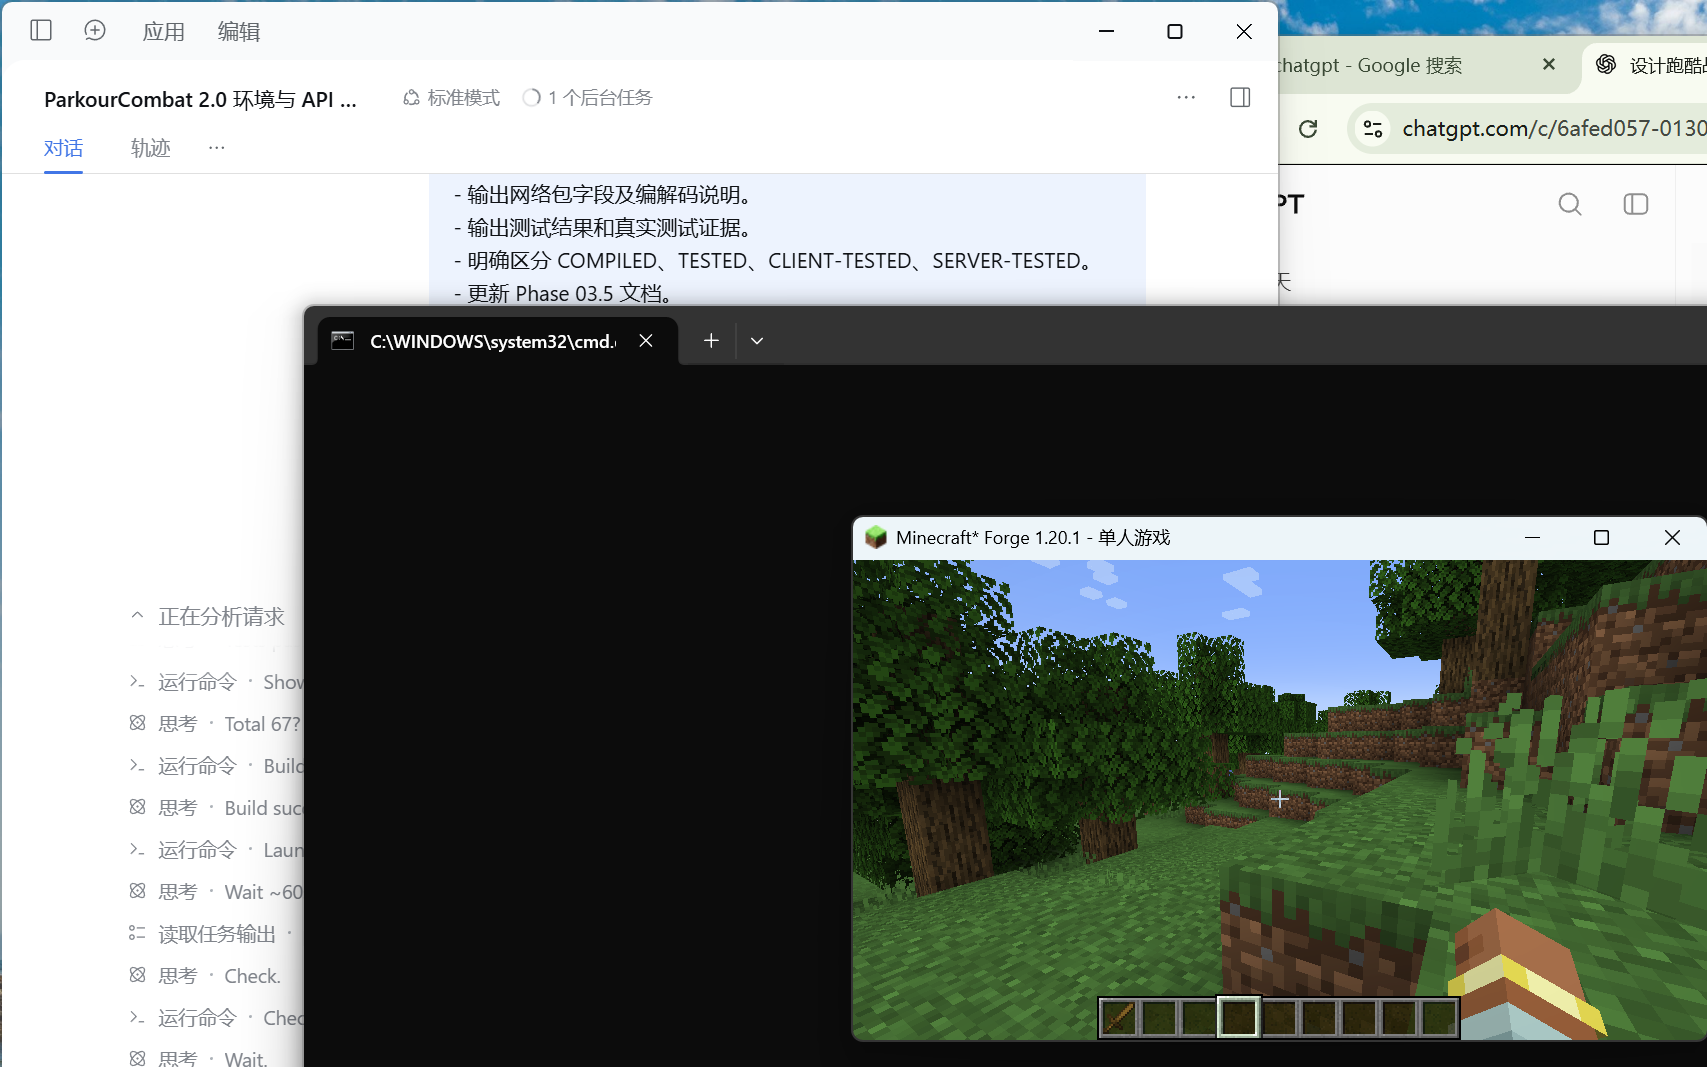 应用 编辑
ParkourCombat 2.0 环境与 API ...
标准模式
1 个后台任务
对话 轨迹 ...
- 输出网络包字段及编解码说明。
- 输出测试结果和真实测试证据。
- 明确区分 COMPILED、TESTED、CLIENT-TESTED、SERVER-TESTED。
- 更新 Phase 03.5 文档。
正在分析请求
运行命令 · Show
思考 · Total 67?
运行命令 · Build
思考 · Build suc
运行命令 · Laun
思考 · Wait ~60
读取任务输出 ·
思考 · Check.
运行命令 · Chec
思考 · Wait.
chatgpt - Google 搜索
设计跑酷战
chatgpt.com/c/6afed057-0130
PT
天
C:\WINDOWS\system32\cmd.
Minecraft* Forge 1.20.1 - 单人游戏